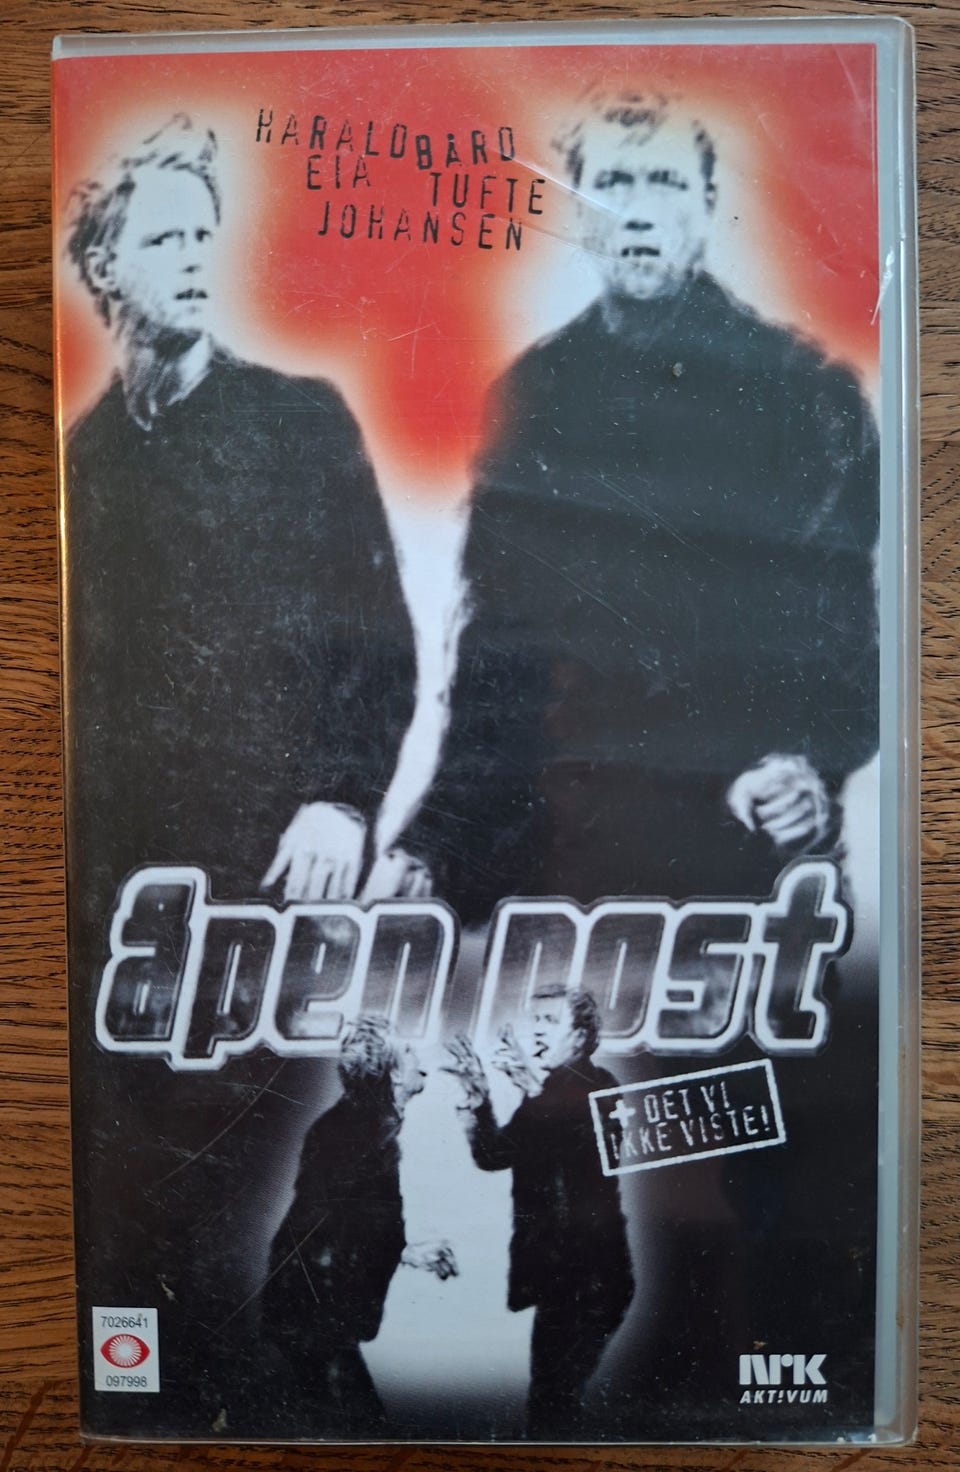 HARALD BÅRD
EIA TUFTE
JOHANSEN
åpen post
+ DET VI
IKKE VISTE!
7026641
097998
NRK
AKT!VUM